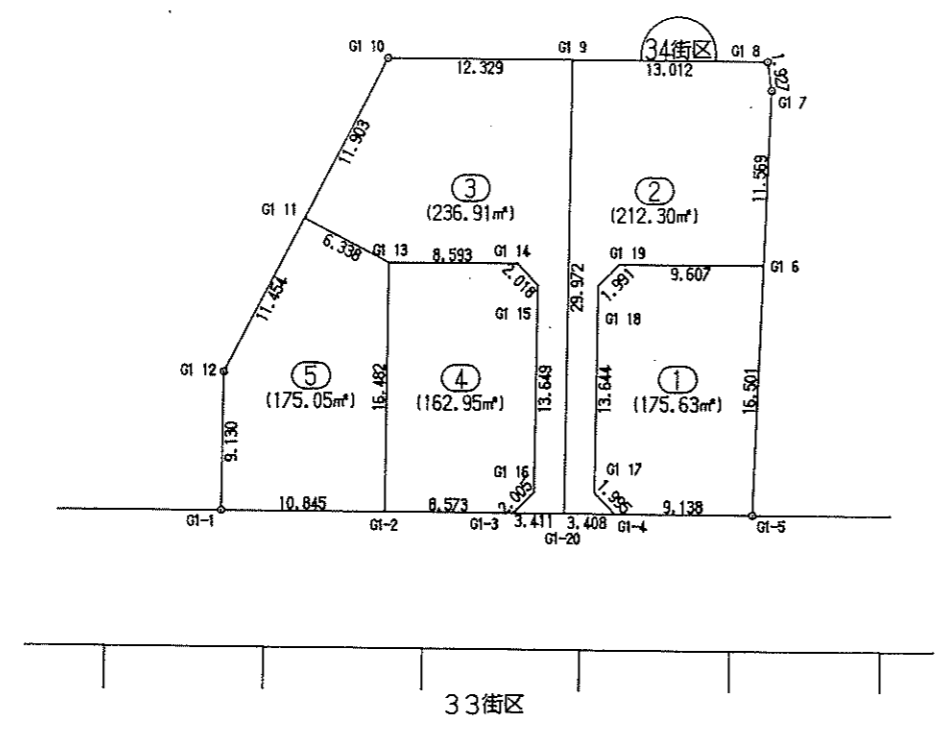 G1 10
G1 9
34街区
G1 8
12.329
13.012
1.927
G1 7
11.903
11.569
③
(236.91㎡)
②
(212.30㎡)
G1 11
6.338
G1 13
8.593
G1 14
2.018
G1 15
29.972
G1 19
1.991
9.607
G1 6
G1 18
11.454
G1 12
⑤
(175.05㎡)
16.482
④
(162.95㎡)
13.649
13.644
①
(175.63㎡)
16.501
9.130
G1 16
2.005
G1 17
1.995
10.845
8.573
3.411
3.408
9.138
G1-1
G1-2
G1-3
G1-20
G1-4
G1-5
33街区